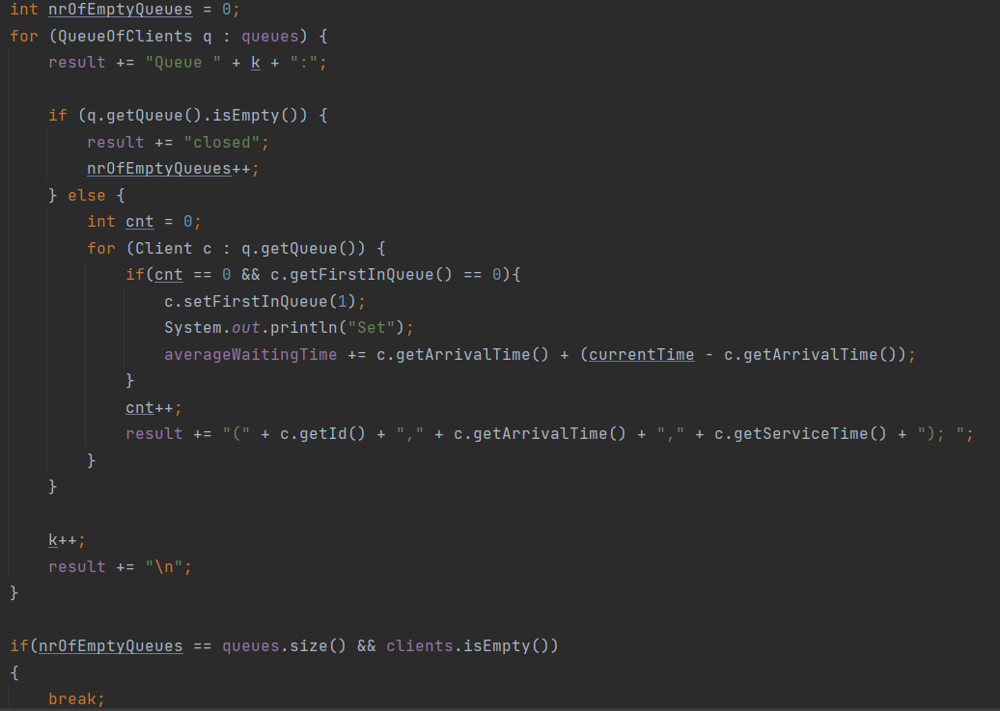 int nrOfEmptyQueues = 0;
for (QueueOfClients q : queues) {
    result += "Queue " + k + ":";

    if (q.getQueue().isEmpty()) {
        result += "closed";
        nrOfEmptyQueues++;
    } else {
        int cnt = 0;
        for (Client c : q.getQueue()) {
            if(cnt == 0 && c.getFirstInQueue() == 0){
                c.setFirstInQueue(1);
                System.out.println("Set");
                averageWaitingTime += c.getArrivalTime() + (currentTime - c.getArrivalTime());
            }
            cnt++;
            result += "(" + c.getId() + "," + c.getArrivalTime() + "," + c.getServiceTime() + "); ";
        }
    }

    k++;
    result += "\n";
}

if(nrOfEmptyQueues == queues.size() && clients.isEmpty())
{
    break;